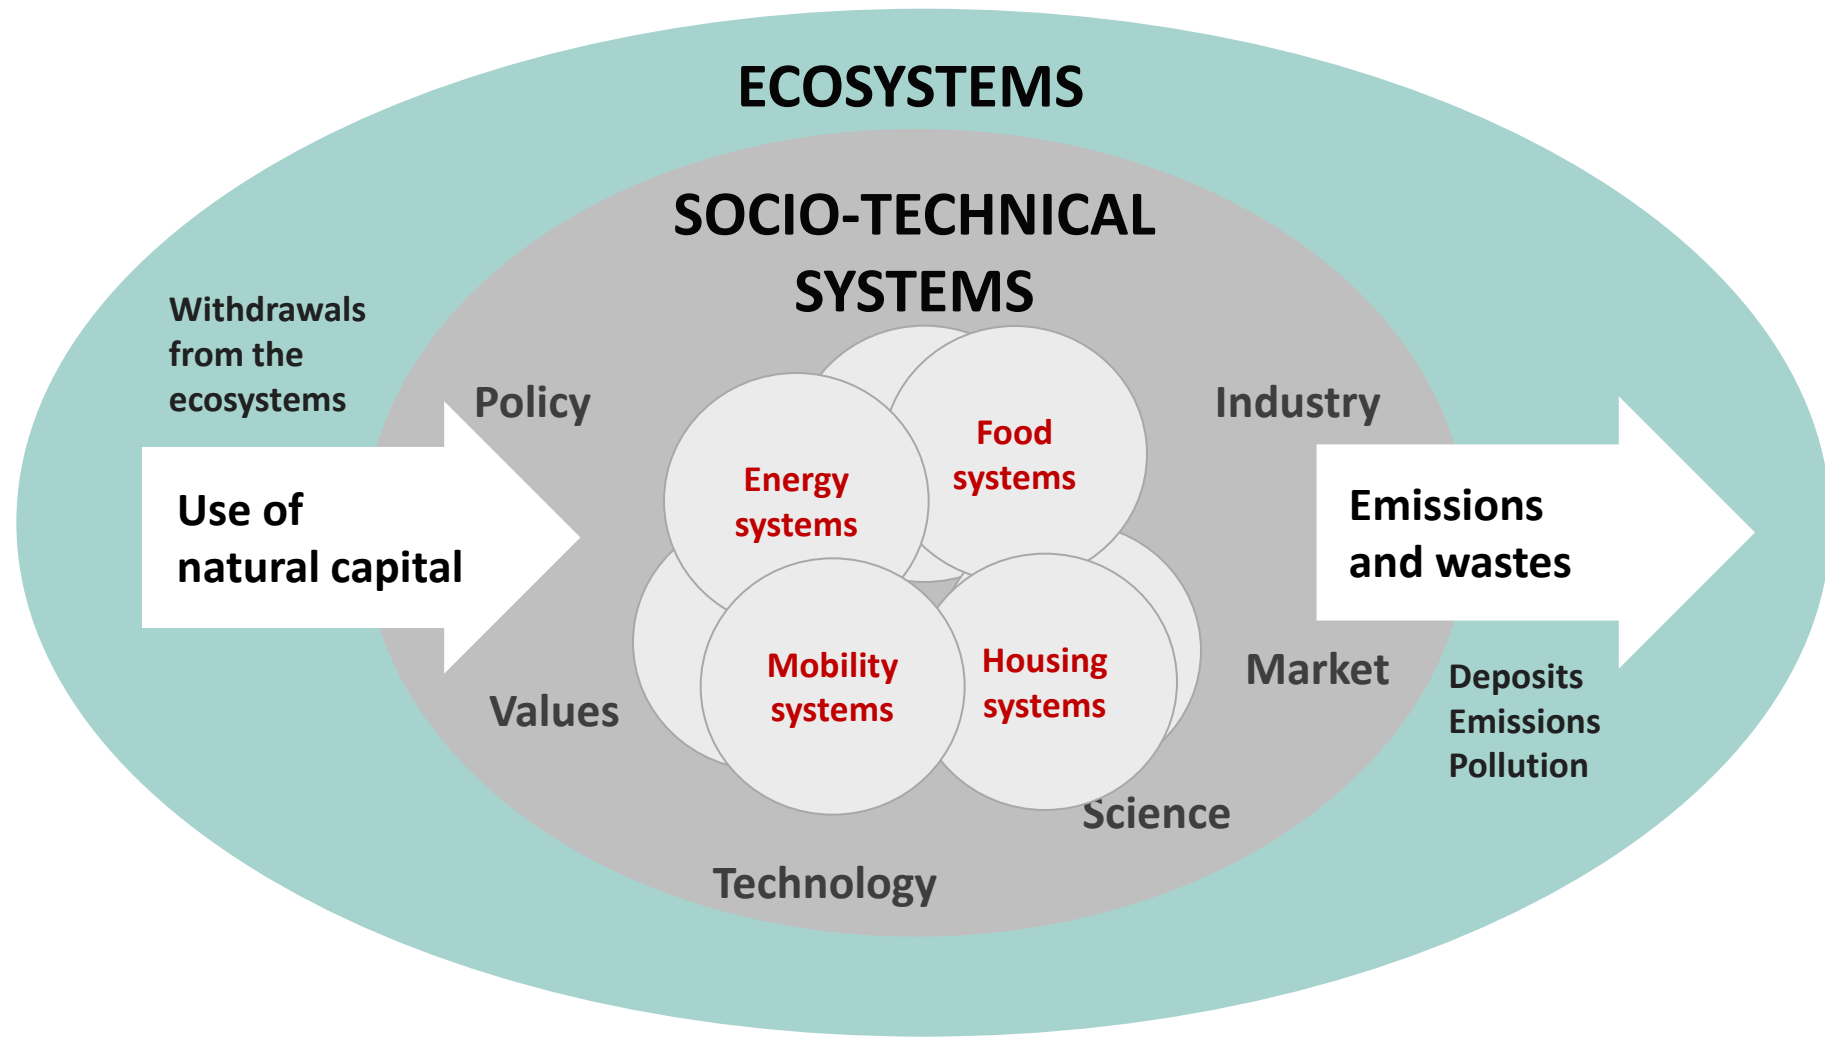 ECOSYSTEMS
SOCIO-TECHNICAL
SYSTEMS
Withdrawals
from the
ecosystems
Policy
Industry
Food
systems
Energy
systems
Use of
natural capital
Emissions
and wastes
Mobility
systems
Housing
systems
Values
Market
Deposits
Emissions
Pollution
Science
Technology